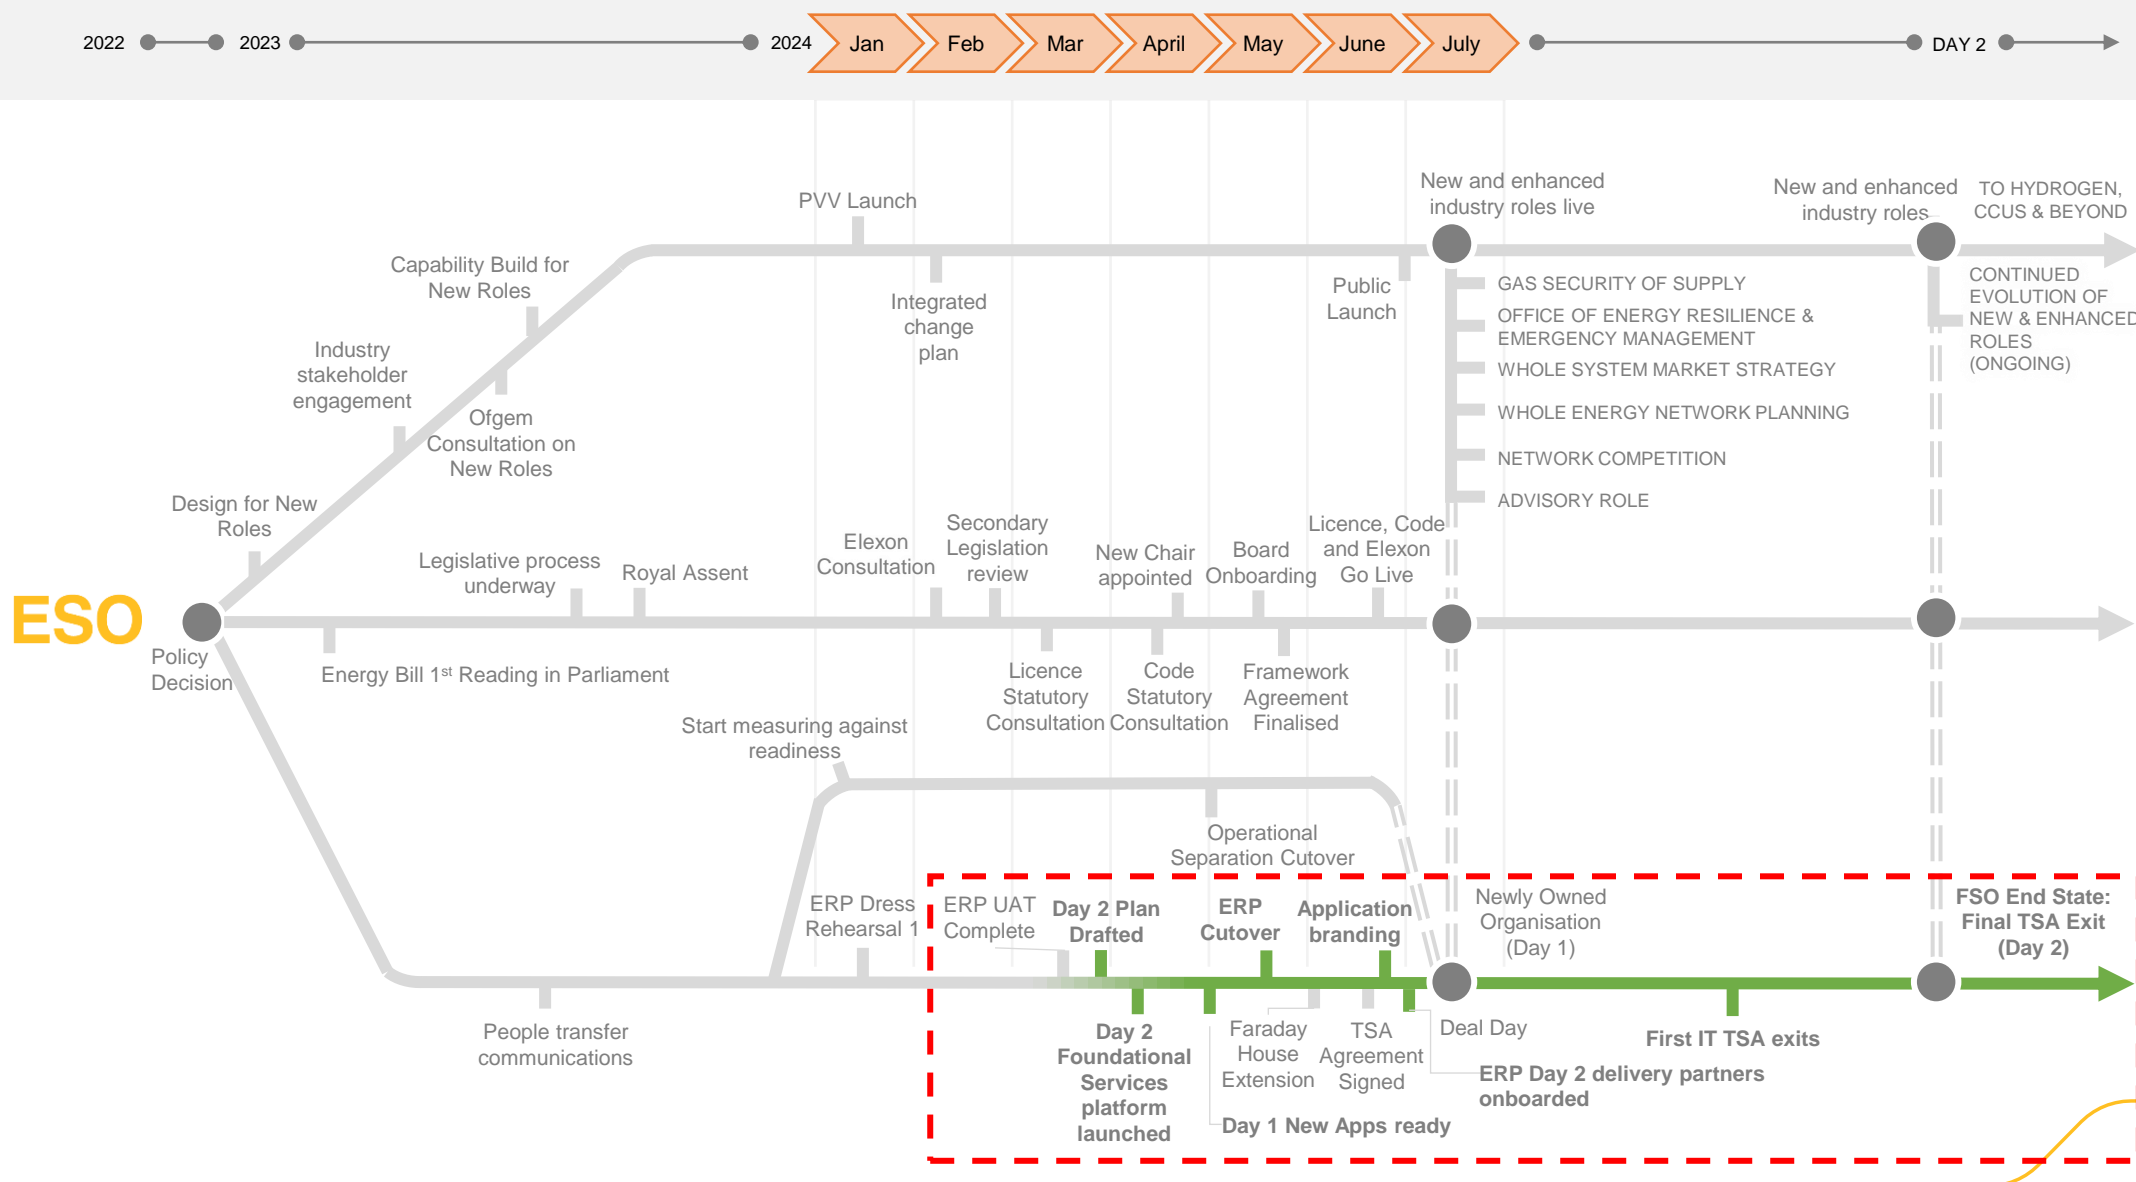 2022
2023
2024
Jan
Feb
Mar
April
May
June
July
DAY 2
PVV Launch
New and enhanced
industry roles live
New and enhanced
industry roles
TO HYDROGEN,
CCUS & BEYOND
Capability Build for
New Roles
Integrated
change
plan
Public
Launch
GAS SECURITY OF SUPPLY
OFFICE OF ENERGY RESILIENCE &
EMERGENCY MANAGEMENT
WHOLE SYSTEM MARKET STRATEGY
WHOLE ENERGY NETWORK PLANNING
NETWORK COMPETITION
ADVISORY ROLE
CONTINUED
EVOLUTION OF
NEW & ENHANCED
ROLES
(ONGOING)
Industry
stakeholder
engagement
Ofgem
Consultation on
New Roles
Design for New
Roles
Legislative process
underway
Royal Assent
Elexon
Consultation
Secondary
Legislation
review
New Chair
appointed
Board
Onboarding
Licence, Code
and Elexon
Go Live
ESO
Policy
Decision
Energy Bill 1st Reading in Parliament
Licence
Statutory
Consultation
Code
Statutory
Consultation
Framework
Agreement
Finalised
Start measuring against
readiness
Operational
Separation Cutover
ERP Dress
Rehearsal 1
ERP UAT
Complete
Day 2 Plan
Drafted
ERP
Cutover
Application
branding
Newly Owned
Organisation
(Day 1)
FSO End State:
Final TSA Exit
(Day 2)
People transfer
communications
Day 2
Foundational
Services
platform
launched
Faraday
House
Extension
TSA
Agreement
Signed
Deal Day
First IT TSA exits
ERP Day 2 delivery partners
onboarded
Day 1 New Apps ready